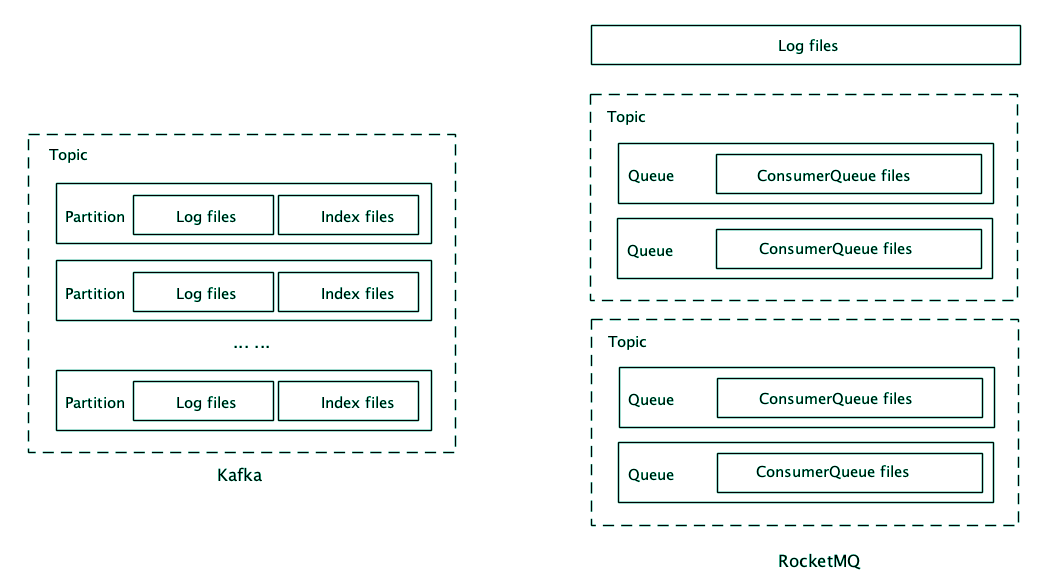 Topic
Partition Log files Index files
Partition Log files Index files
... ...
Partition Log files Index files
Kafka
Log files
Topic
Queue ConsumerQueue files
Queue ConsumerQueue files
Topic
Queue ConsumerQueue files
Queue ConsumerQueue files
RocketMQ